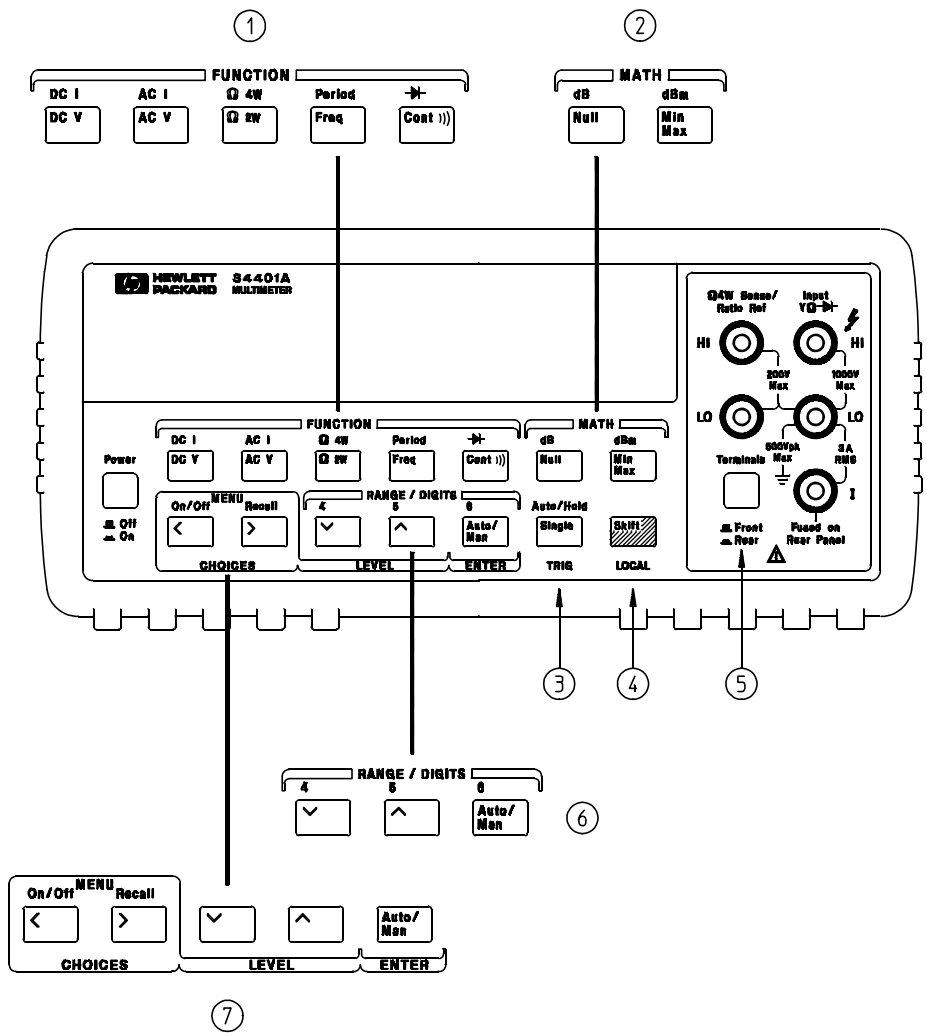 1
2
FUNCTION
MATH
DC I AC I Ω 4W Period
dB dBm
DC V AC V Ω 2W Freq Cont )))
Null Min Max
hp HEWLETT PACKARD 34401A MULTIMETER
Ω4W Sense/ Ratio Ref
Input VΩ
HI HI
200V Max
1000V Max
LO LO
500Vpk Max
3A RMS
FUNCTION
MATH
DC I AC I Ω 4W Period
dB dBm
Power
DC V AC V Ω 2W Freq Cont )))
Null Min Max
Terminals
I
MENU
RANGE / DIGITS
On/Off Recall
4 5 6
Auto/Hold
< > ∨ ∧ Auto/ Man
Single Shift
Off
On
Front
Rear
Fused on Rear Panel
CHOICES LEVEL ENTER TRIG LOCAL
3
4
5
RANGE / DIGITS
4 5 6
∨ ∧ Auto/ Man
6
MENU
On/Off Recall
< > ∨ ∧ Auto/ Man
CHOICES LEVEL ENTER
7